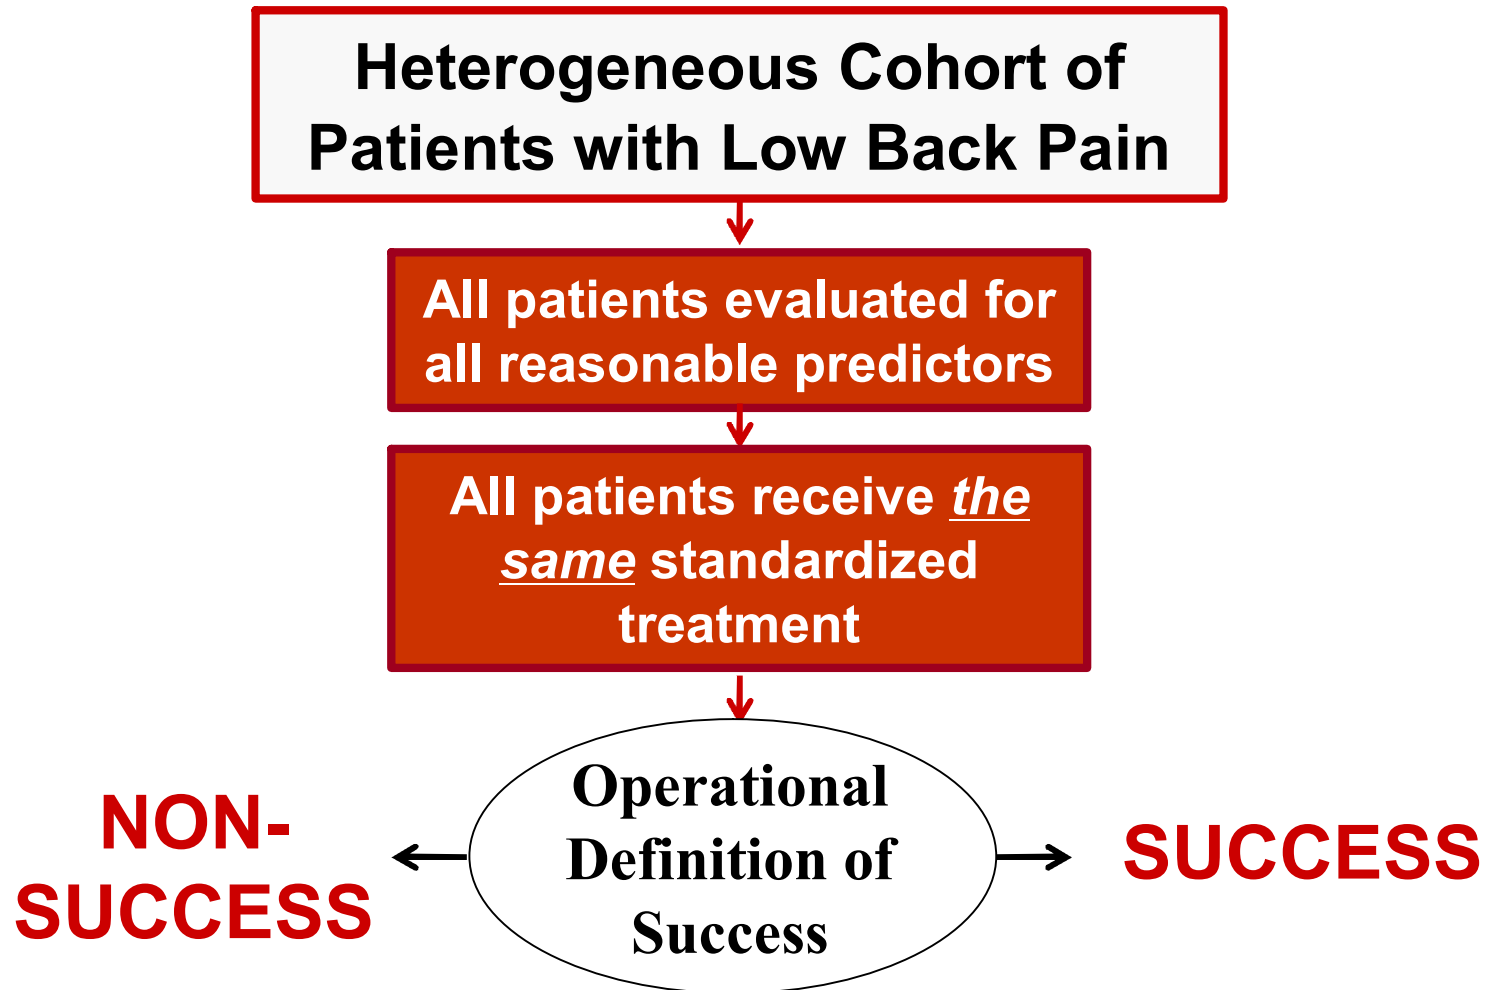 Heterogeneous Cohort of
Patients with Low Back Pain
All patients evaluated for
all reasonable predictors
All patients receive the
same standardized
treatment
Operational
Definition of
Success
NON-
SUCCESS
SUCCESS